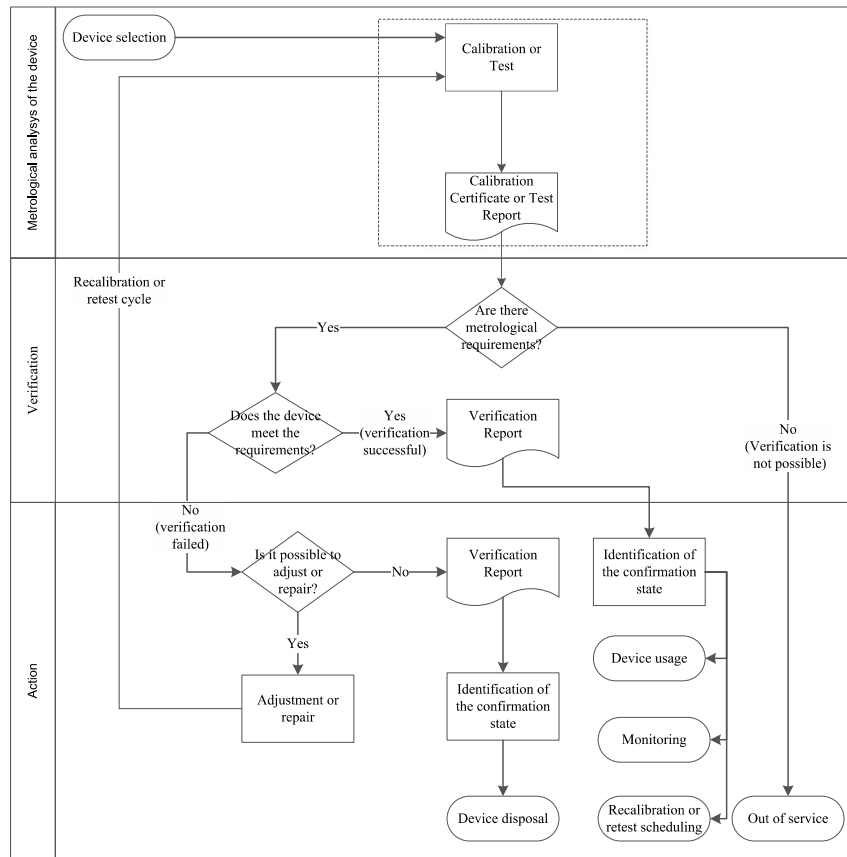 Metrological analysys of the device
Device selection
Calibration or
Test
Calibration
Certificate or Test
Report
Recalibration or
retest cycle
Verification
Are there
metrological
requirements?
Yes
No
(Verification is
not possible)
Does the device
meet the
requirements?
Yes
(verification
successful)
Verification
Report
No
(verification
failed)
Action
Is it possible to
adjust or
repair?
No
Verification
Report
Identification of
the confirmation
state
Yes
Device usage
Adjustment or
repair
Identification of
the confirmation
state
Monitoring
Device disposal
Recalibration or
retest scheduling
Out of service